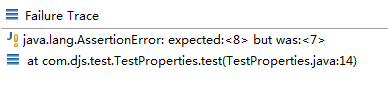 Failure Trace
java.lang.AssertionError: expected:<8> but was:<7>
at com.djs.test.TestProperties.test(TestProperties.java:14)